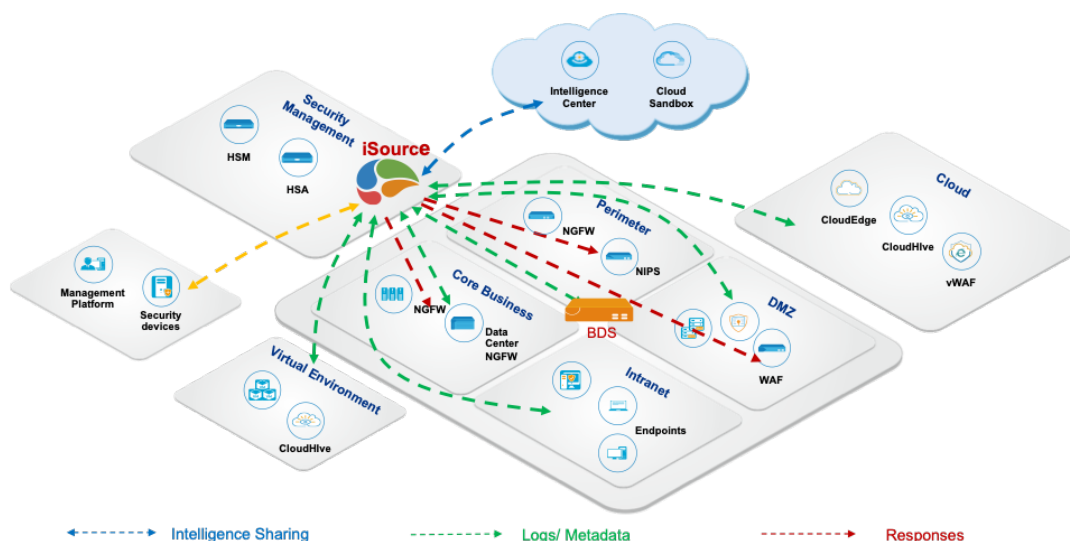 Intelligence
Center
Cloud
Sandbox
Security
Management
HSM
HSA
iSource
Perimeter
NGFW
NIPS
Cloud
CloudEdge
CloudHIve
vWAF
Management
Platform
Security
devices
Core Business
NGFW
Data
Center
NGFW
BDS
DMZ
WAF
Virtual Environment
CloudHIve
Intranet
Endpoints
Intelligence Sharing
Logs/ Metadata
Responses